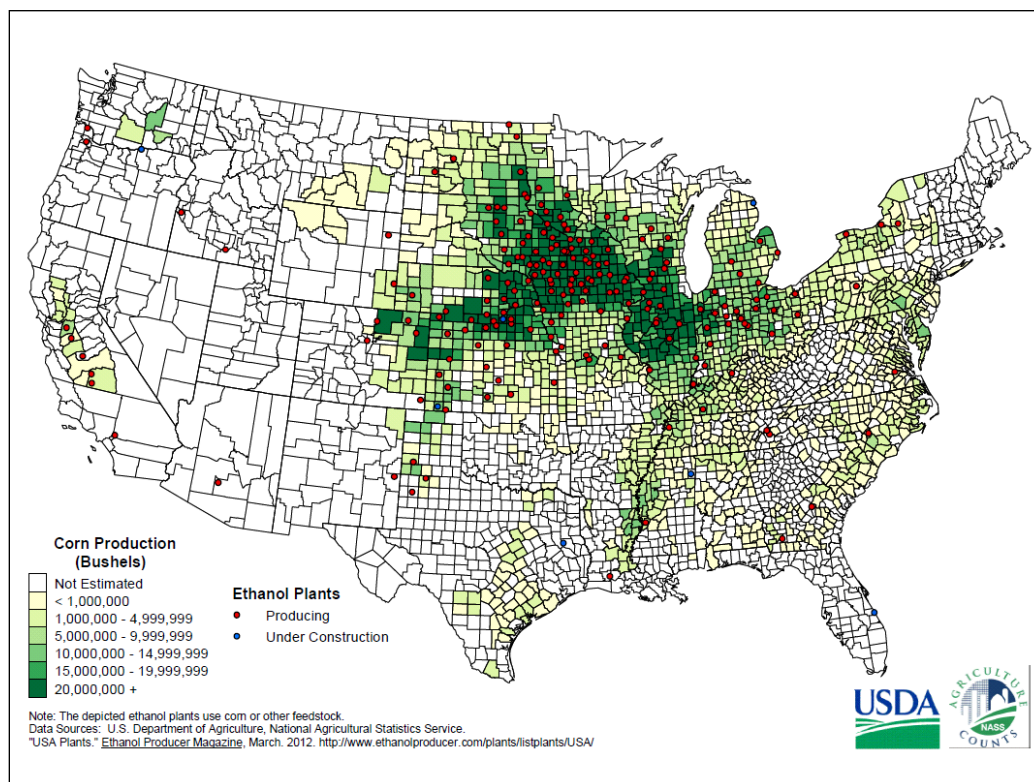 Corn Production
(Bushels)
Not Estimated
< 1,000,000
1,000,000 - 4,999,999
5,000,000 - 9,999,999
10,000,000 - 14,999,999
15,000,000 - 19,999,999
20,000,000 +
Ethanol Plants
Producing
Under Construction
Note: The depicted ethanol plants use corn or other feedstock.
Data Sources: U.S. Department of Agriculture, National Agricultural Statistics Service.
"USA Plants." Ethanol Producer Magazine, March. 2012. http://www.ethanolproducer.com/plants/listplants/USA/
USDA
AGRICULTURE
NASS
COUNTS